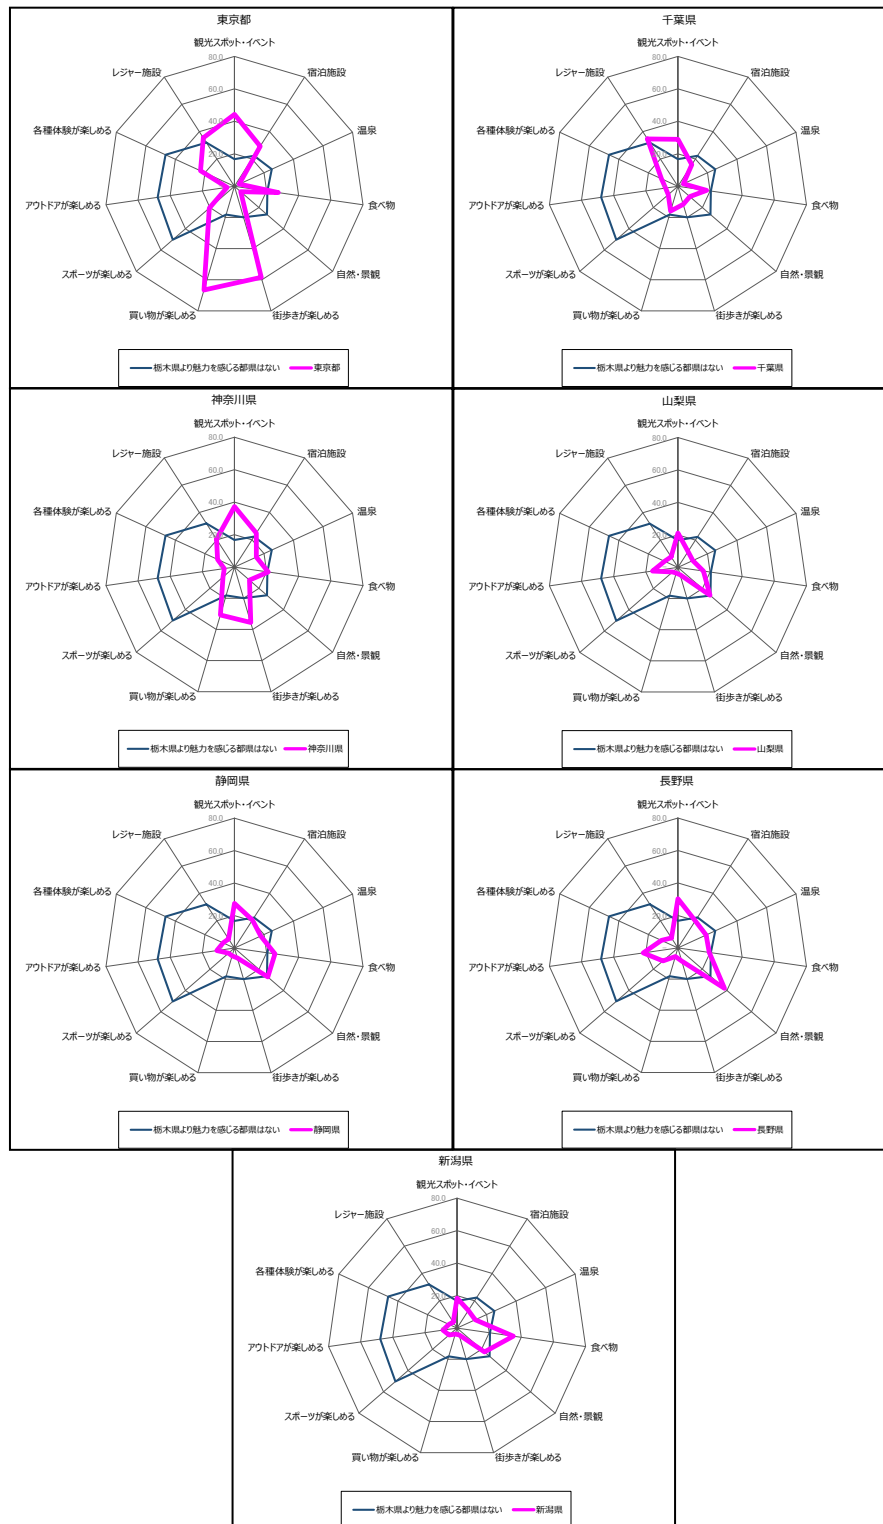 東京都
観光スポット・イベント
80.0
レジャー施設
宿泊施設
60.0
各種体験が楽しめる
温泉
40.0
20.0
アウトドアが楽しめる
食べ物
スポーツが楽しめる
自然・景観
買い物が楽しめる
街歩きが楽しめる
栃木県より魅力を感じる都県はない
東京都
千葉県
観光スポット・イベント
80.0
レジャー施設
宿泊施設
60.0
各種体験が楽しめる
温泉
40.0
20.0
アウトドアが楽しめる
食べ物
スポーツが楽しめる
自然・景観
買い物が楽しめる
街歩きが楽しめる
栃木県より魅力を感じる都県はない
千葉県
神奈川県
観光スポット・イベント
80.0
レジャー施設
宿泊施設
60.0
各種体験が楽しめる
温泉
40.0
20.0
アウトドアが楽しめる
食べ物
スポーツが楽しめる
自然・景観
買い物が楽しめる
街歩きが楽しめる
栃木県より魅力を感じる都県はない
神奈川県
山梨県
観光スポット・イベント
80.0
レジャー施設
宿泊施設
60.0
各種体験が楽しめる
温泉
40.0
20.0
アウトドアが楽しめる
食べ物
スポーツが楽しめる
自然・景観
買い物が楽しめる
街歩きが楽しめる
栃木県より魅力を感じる都県はない
山梨県
静岡県
観光スポット・イベント
80.0
レジャー施設
宿泊施設
60.0
各種体験が楽しめる
温泉
40.0
20.0
アウトドアが楽しめる
食べ物
スポーツが楽しめる
自然・景観
買い物が楽しめる
街歩きが楽しめる
栃木県より魅力を感じる都県はない
静岡県
長野県
観光スポット・イベント
80.0
レジャー施設
宿泊施設
60.0
各種体験が楽しめる
温泉
40.0
20.0
アウトドアが楽しめる
食べ物
スポーツが楽しめる
自然・景観
買い物が楽しめる
街歩きが楽しめる
栃木県より魅力を感じる都県はない
長野県
新潟県
観光スポット・イベント
80.0
レジャー施設
宿泊施設
60.0
各種体験が楽しめる
温泉
40.0
20.0
アウトドアが楽しめる
食べ物
スポーツが楽しめる
自然・景観
買い物が楽しめる
街歩きが楽しめる
栃木県より魅力を感じる都県はない
新潟県